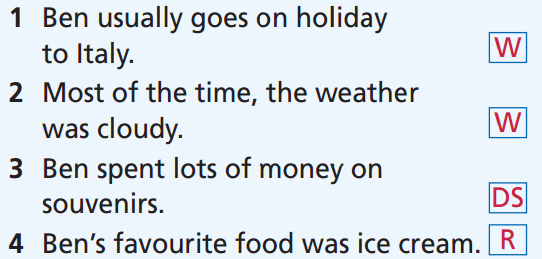 1 Ben usually goes on holiday
to Italy. W
2 Most of the time, the weather
was cloudy. W
3 Ben spent lots of money on
souvenirs. DS
4 Ben’s favourite food was ice cream. R